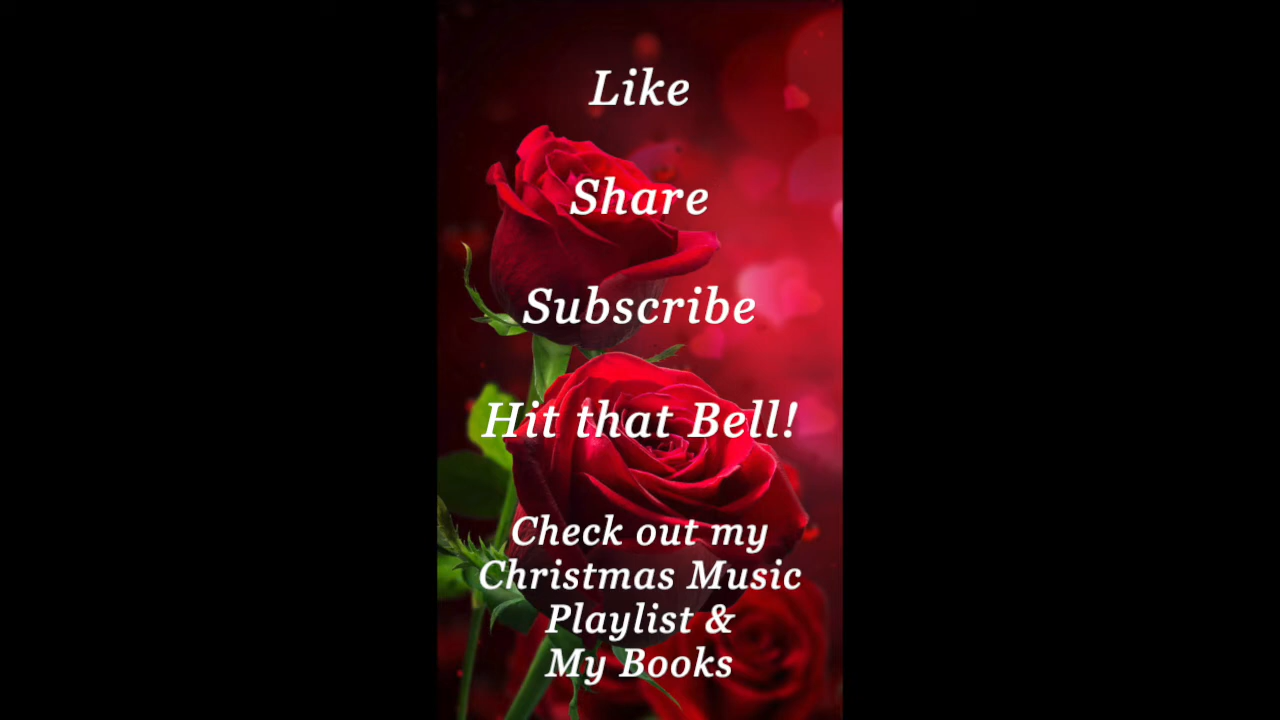 Like
Share
Subscribe
Hit that Bell!
Check out my
Christmas Music
Playlist &
My Books